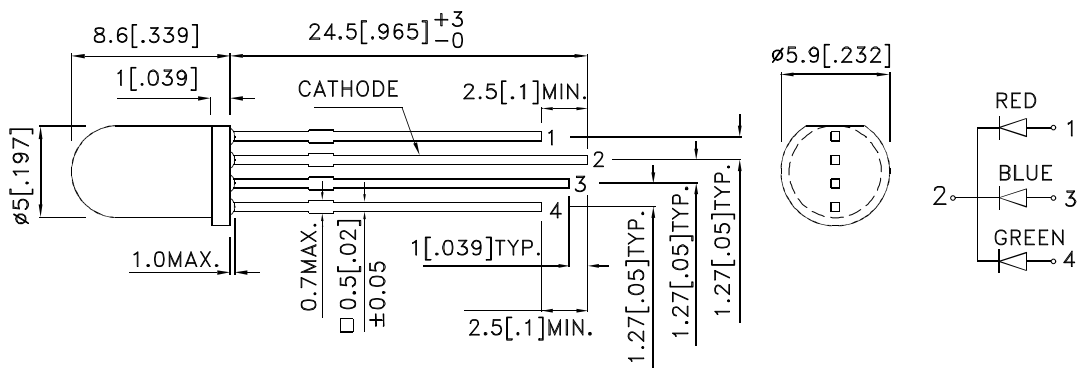 8.6[.339]
24.5[.965]+3 −0
1[.039]
CATHODE
2.5[.1]MIN.
1
2
3
4
ø5[.197]
1.0MAX.
0.7MAX.
□0.5[.02]
±0.05
1[.039]TYP.
2.5[.1]MIN.
1.27[.05]TYP.
1.27[.05]TYP.
1.27[.05]TYP.
ø5.9[.232]
RED
1
BLUE
2
3
GREEN
4